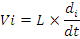 Vi = L × di/dt